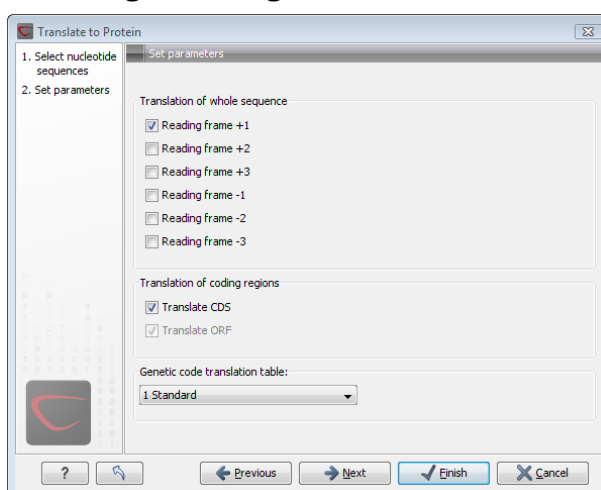 Translate to Protein
1. Select nucleotide
sequences
2. Set parameters
Set parameters
Translation of whole sequence
Reading frame +1
Reading frame +2
Reading frame +3
Reading frame -1
Reading frame -2
Reading frame -3
Translation of coding regions
Translate CDS
Translate ORF
Genetic code translation table:
1 Standard
? Previous Next Finish Cancel